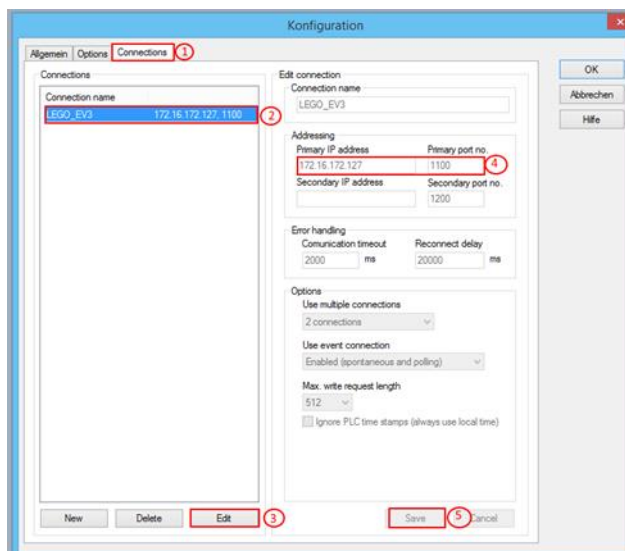 Konfiguration
Allgemein Options Connections 1
Connections
Connection name
LEGO_EV3 172.16.172.127, 1100 2
New Delete Edit 3
Edit connection
Connection name
LEGO_EV3
Addressing
Primary IP address Primary port no.
172.16.172.127 1100 4
Secondary IP address Secondary port no.
1200
Error handling
Comunication timeout Reconnect delay
2000 ms 20000 ms
Options
Use multiple connections
2 connections
Use event connection
Enabled (spontaneous and polling)
Max. write request length
512
Ignore PLC time stamps (always use local time)
Save 5 Cancel
OK
Abbrechen
Hilfe